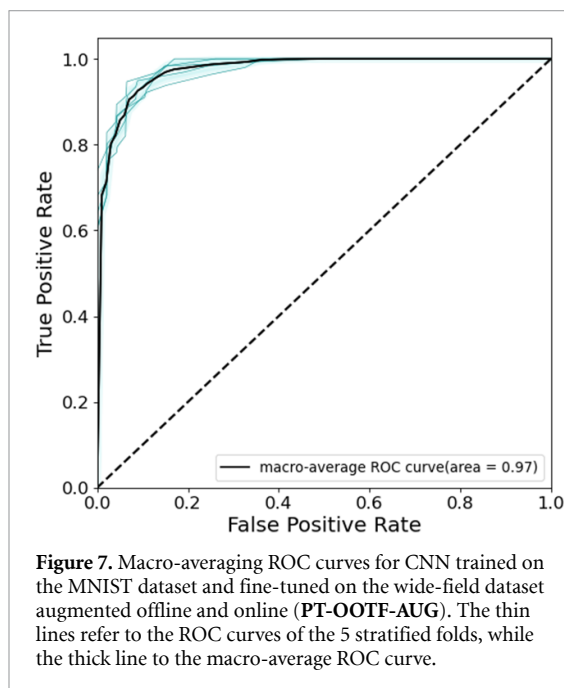 1.0
0.8
0.6
0.4
0.2
0.0
True Positive Rate
macro-average ROC curve(area = 0.97)
0.0 0.2 0.4 0.6 0.8 1.0
False Positive Rate
Figure 7. Macro-averaging ROC curves for CNN trained on
the MNIST dataset and fine-tuned on the wide-field dataset
augmented offline and online (PT-OOTF-AUG). The thin
lines refer to the ROC curves of the 5 stratified folds, while
the thick line to the macro-average ROC curve.